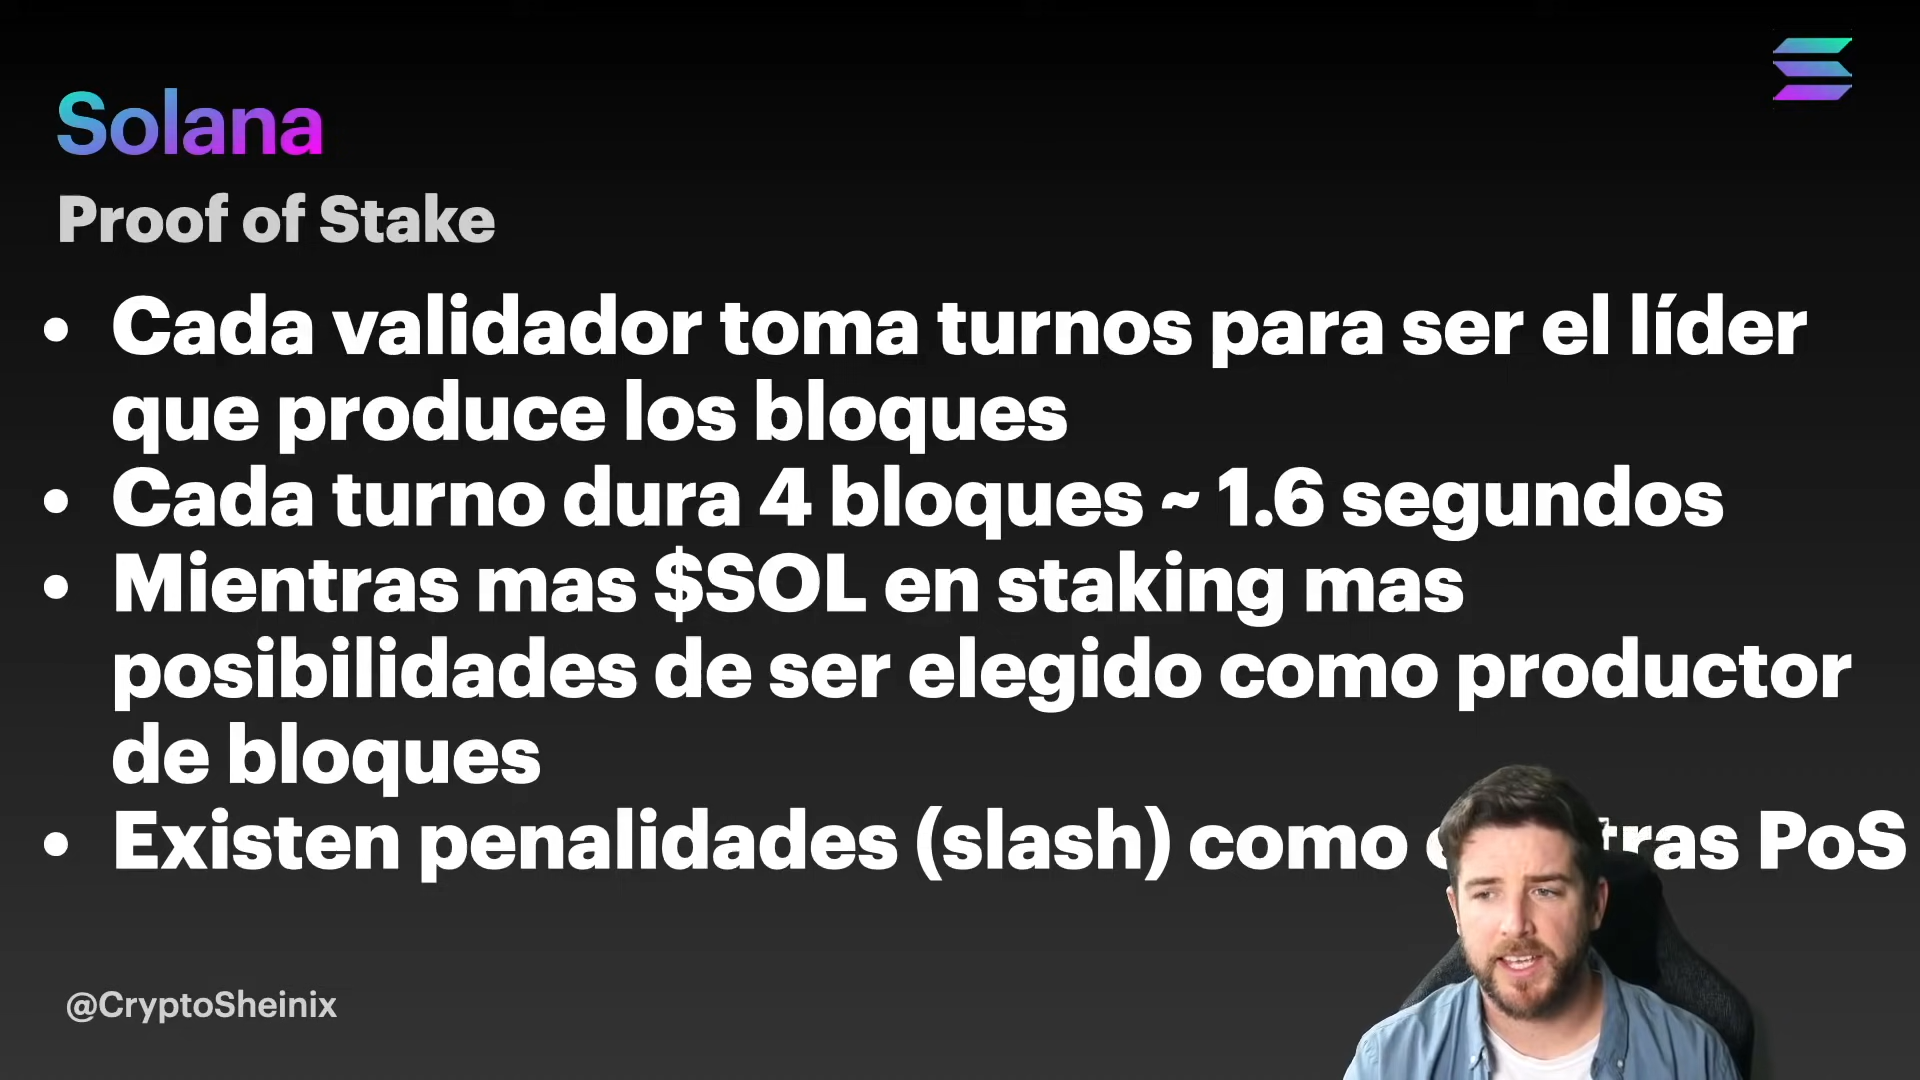 Solana
Proof of Stake
• Cada validador toma turnos para ser el líder
que produce los bloques
• Cada turno dura 4 bloques ~ 1.6 segundos
• Mientras mas $SOL en staking mas
posibilidades de ser elegido como productor
de bloques
• Existen penalidades (slash) como PoS
@CryptoSheinix